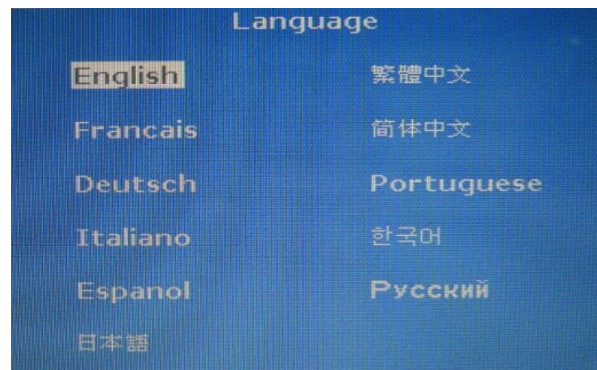 Language
English
繁體中文
Francais
简体中文
Deutsch
Portuguese
Italiano
한국어
Espanol
Русский
日本語